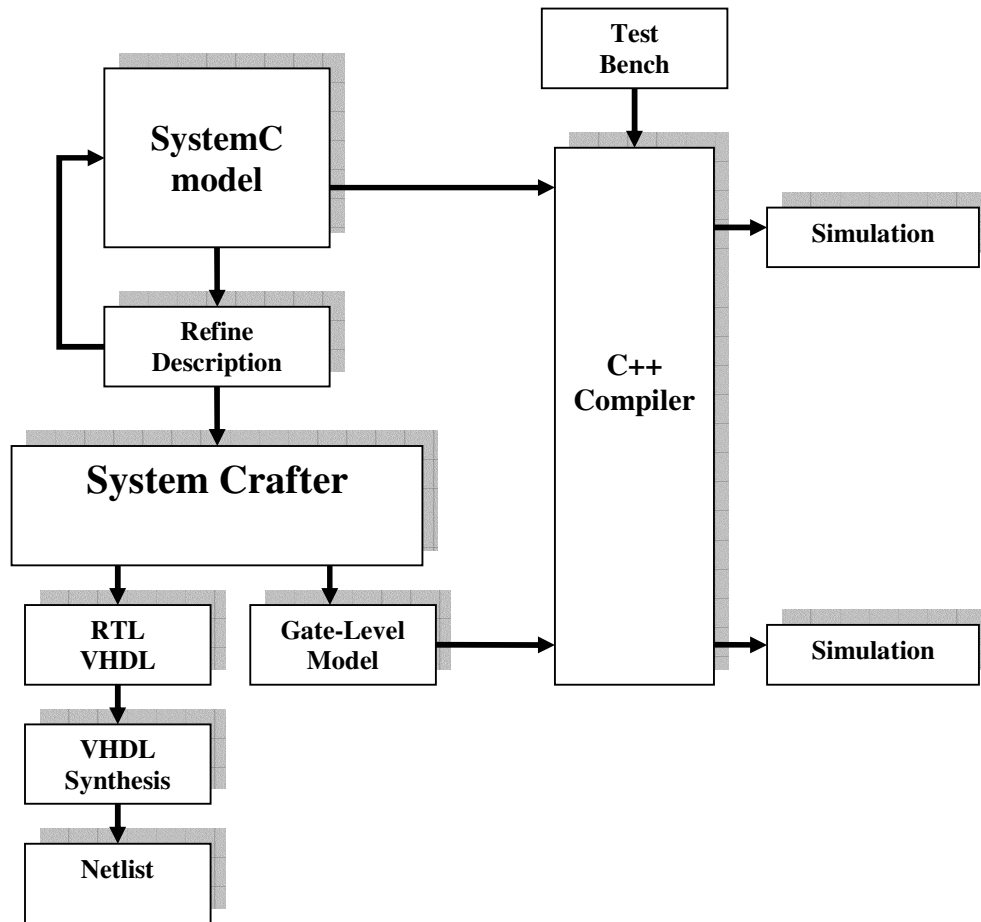 Test
Bench
SystemC
model
Simulation
Refine
Description
C++
Compiler
System Crafter
RTL
VHDL
Gate-Level
Model
Simulation
VHDL
Synthesis
Netlist